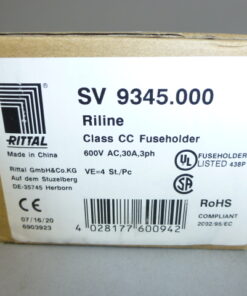 SV 9345.000
Riline
Class CC Fuseholder
600V AC,30A,3ph
VE=4 St./Pc
RITTAL
Made in China
Rittal GmbH&Co.KG
Auf dem Stuzelberg
DE-35745 Herborn
07/16/20
6903923
UL
FUSEHOLDER
LISTED 438P
SA
RoHS
COMPLIANT
2002/95/EC
4 028177 600942